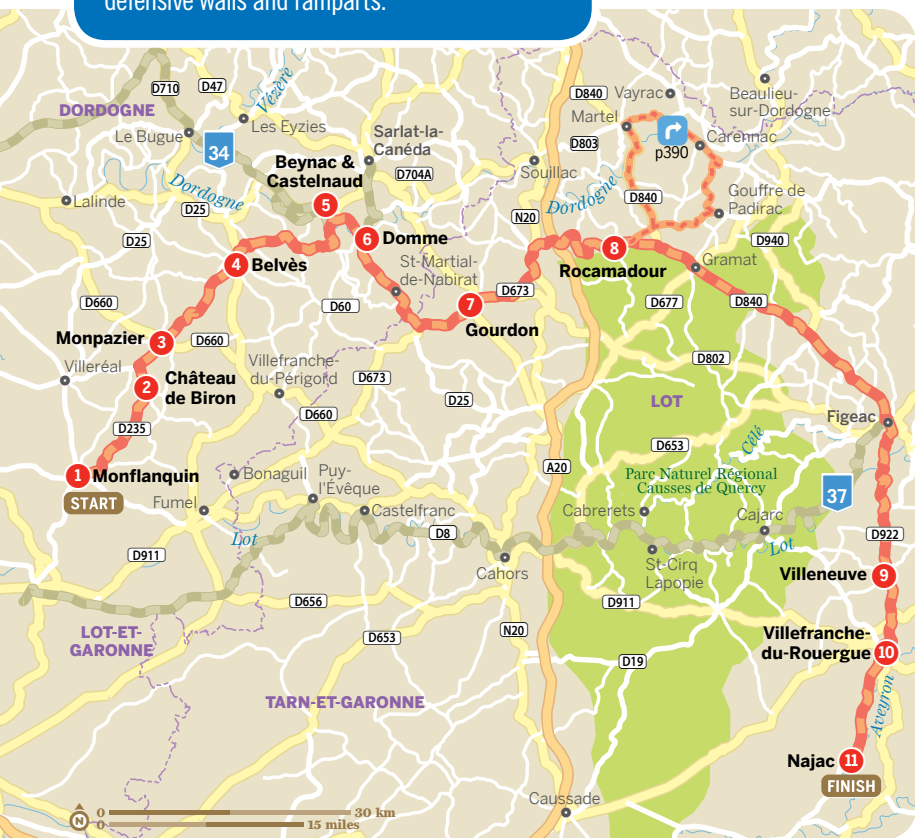 defensive walls and ramparts.
D710
D47
Vézère
D840
Vayrac
Beaulieu-
sur-Dordogne
DORDOGNE
Le Bugue
34
Les Eyzies
Martel
D803
p390
Carennac
Sarlat-la-
Canéda
Beynac &
Castelnaud
5
D704A
Souillac
Dordogne
Lalinde
D25
Dordogne
D840
Gouffre de
Padirac
N20
D25
4
Belvès
6
Domme
8
Rocamadour
D940
Gramat
St-Martial-
de-Nabirat
D673
D660
D60
7
Gourdon
D677
D840
Monpazier
3
D660
Villeréal
2
Château
de Biron
Villefranche-
du-Périgord
D673
D802
D25
LOT
D660
Figeac
D235
D653
Célé
1
Monflanquin
START
Bonaguil
Puy-
l'Évêque
A20
Parc Naturel Régional
Causses de Quercy
37
Fumel
Castelfranc
Cabrerets
Cajarc
Lot
D8
Lot
D922
D911
Cahors
St-Cirq
Lapopie
Villeneuve
9
D656
D911
LOT-ET-
GARONNE
D653
N20
Villefranche-
du-Rouergue
10
D19
TARN-ET-GARONNE
Aveyron
Najac
11
FINISH
Caussade
N
0
30 km
0
15 miles